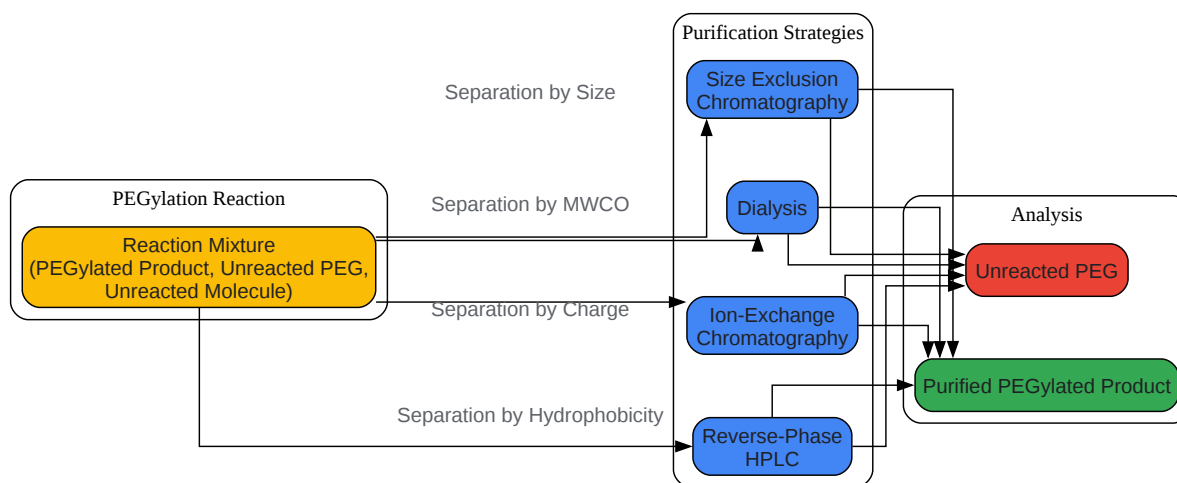 Purification Strategies
Separation by Size
Size Exclusion
Chromatography
PEGylation Reaction
Reaction Mixture
(PEGylated Product, Unreacted PEG,
Unreacted Molecule)
Separation by MWCO
Dialysis
Separation by Charge
Ion-Exchange
Chromatography
Separation by Hydrophobicity
Reverse-Phase
HPLC
Analysis
Unreacted PEG
Purified PEGylated Product